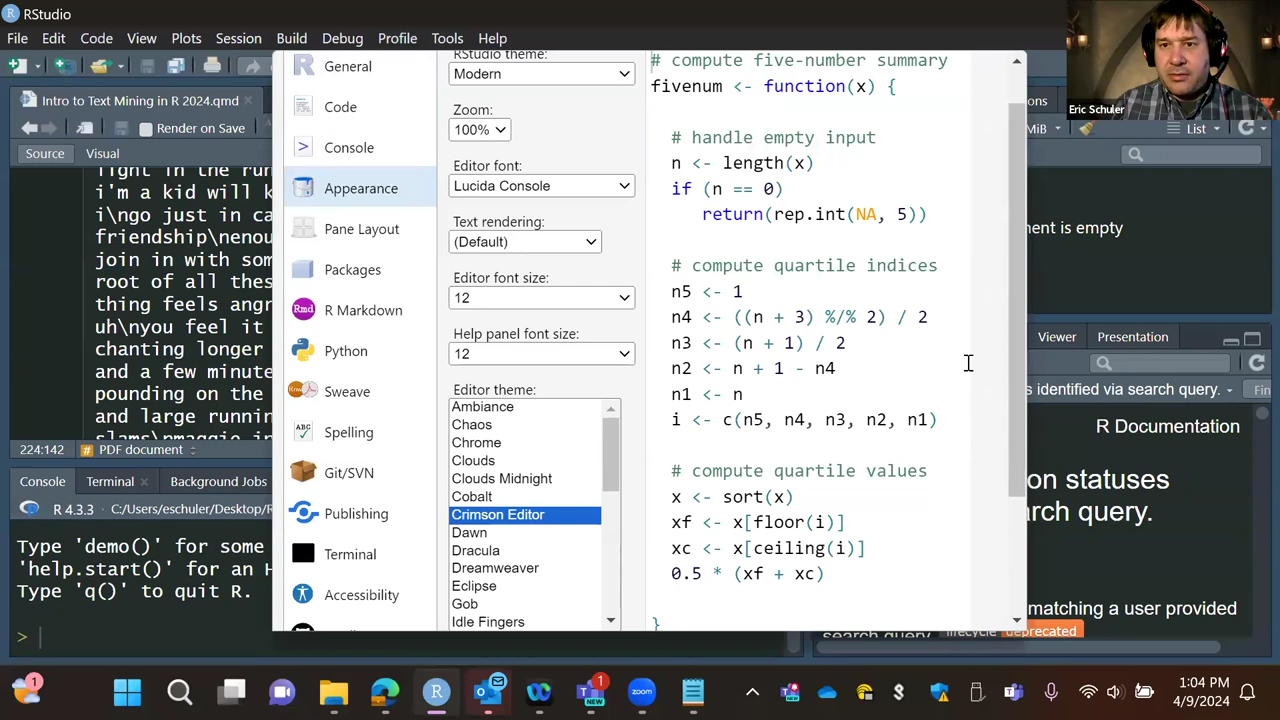 RStudio
File Edit Code View Plots Session Build Debug Profile Tools Help
Eric Schuler
Intro to Text Mining in R 2024.qmd
Render on Save
Source Visual
i'm a kid will k
i\ngo just in ca
friendship\nenou
join in with som
root of all thes
thing feels angr
uh\nyou feel it
chanting longer
and a few minute
pounding on the
and large runnin
224:142 PDF document
Console Terminal Background Jobs
R 4.3.3 · C:/Users/eschuler/Desktop/R
Type 'demo()' for some
'help.start()' for an H
Type 'q()' to quit R.
>
General
Code
Console
Appearance
Pane Layout
Packages
R Markdown
Python
Sweave
Spelling
Git/SVN
Publishing
Terminal
Accessibility
RStudio theme:
Modern
Zoom:
100%
Editor font:
Lucida Console
Text rendering:
(Default)
Editor font size:
12
Help panel font size:
12
Editor theme:
Ambiance
Chaos
Chrome
Clouds
Clouds Midnight
Cobalt
Crimson Editor
Dawn
Dracula
Dreamweaver
Eclipse
Gob
Idle Fingers
# compute five-number summary
fivenum <- function(x) {
# handle empty input
n <- length(x)
if (n == 0)
return(rep.int(NA, 5))
# compute quartile indices
n5 <- 1
n4 <- ((n + 3) %/% 2) / 2
n3 <- (n + 1) / 2
n2 <- n + 1 - n4
n1 <- n
i <- c(n5, n4, n3, n2, n1)
# compute quartile values
x <- sort(x)
xf <- x[floor(i)]
xc <- x[ceiling(i)]
0.5 * (xf + xc)
}
ons
MiB
List
ment is empty
Viewer Presentation
s identified via search query. Fin
R Documentation
on statuses
arch query.
matching a user provided
search query lifecycle deprecated
1
1
zoom
1:04 PM
4/9/2024